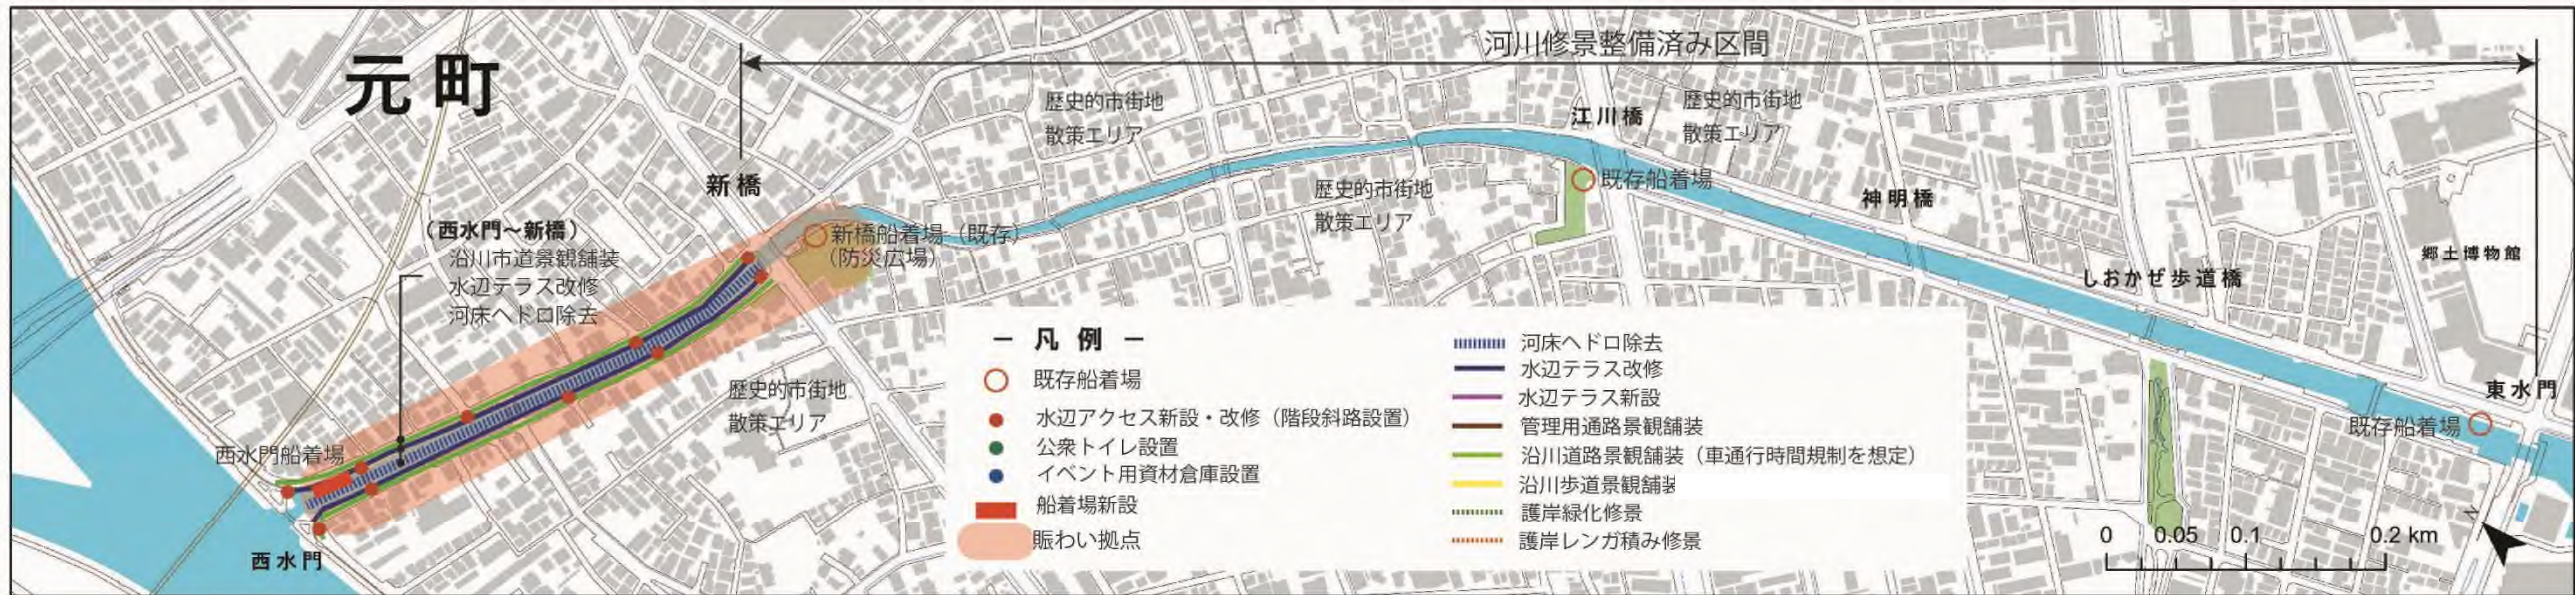 元町
河川修景整備済み区間
歴史的市街地
散策エリア
江川橋
歴史的市街地
散策エリア
新橋
歴史的市街地
散策エリア
既存船着場
神明橋
(西水門～新橋)
沿川市道景観舗装
水辺テラス改修
河床ヘドロ除去
新橋船着場(既存)
(防災広場)
しおかぜ歩道橋
郷土博物館
歴史的市街地
散策エリア
西水門船着場
西水門
東水門
既存船着場
－ 凡 例 －
既存船着場
水辺アクセス新設・改修（階段斜路設置）
公衆トイレ設置
イベント用資材倉庫設置
船着場新設
賑わい拠点
河床ヘドロ除去
水辺テラス改修
水辺テラス新設
管理用通路景観舗装
沿川道路景観舗装（車通行時間規制を想定）
沿川歩道景観舗装
護岸緑化修景
護岸レンガ積み修景
0 0.05 0.1 0.2 km
N